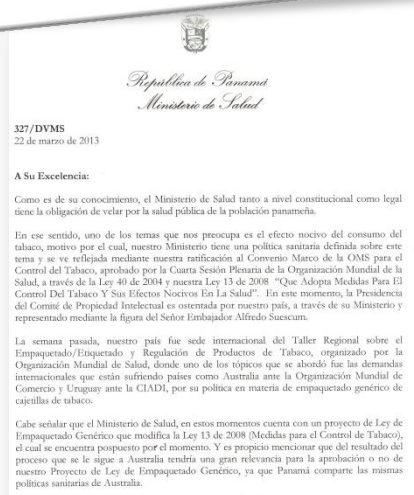 República de Panamá
Ministerio de Salud
327/DVMS
22 de marzo de 2013
A Su Excelencia:
Como es de su conocimiento, el Ministerio de Salud tanto a nivel constitucional como legal
tiene la obligación de velar por la salud pública de la población panameña.
En ese sentido, uno de los temas que nos preocupa es el efecto nocivo del consumo del
tabaco, motivo por el cual, nuestro Ministerio tiene una política sanitaria definida sobre este
tema y se ve reflejada mediante nuestra ratificación al Convenio Marco de la OMS para el
Control del Tabaco, aprobado por la Cuarta Sesión Plenaria de la Organización Mundial de la
Salud, a través de la Ley 40 de 2004 y nuestra Ley 13 de 2008 "Que Adopta Medidas Para El
Control Del Tabaco Y Sus Efectos Nocivos En La Salud". En este momento, la Presidencia
del Comité de Propiedad Intelectual es ostentada por nuestro país, a través de su Ministerio y
representado mediante la figura del Señor Embajador Alfredo Suescum.
La semana pasada, nuestro país fue sede internacional del Taller Regional sobre el
Empaquetado/Etiquetado y Regulación de Productos de Tabaco, organizado por la
Organización Mundial de Salud, donde uno de los tópicos que se abordó fue las demandas
internacionales que están sufriendo países como Australia ante la Organización Mundial de
Comercio y Uruguay ante la CIADI, por su política en materia de empaquetado genérico de
cajetillas de tabaco.
Cabe señalar que el Ministerio de Salud, en estos momentos cuenta con un proyecto de Ley de
Empaquetado Genérico que modifica la Ley 13 de 2008 (Medidas para el Control de Tabaco),
el cual se encuentra pospuesto por el momento. Y es propicio mencionar que del resultado del
proceso que se le sigue a Australia tendría una gran relevancia para la aprobación o no de
nuestro Proyecto de Ley de Empaquetado Genérico, ya que Panamá comparte las mismas
políticas sanitarias de Australia.